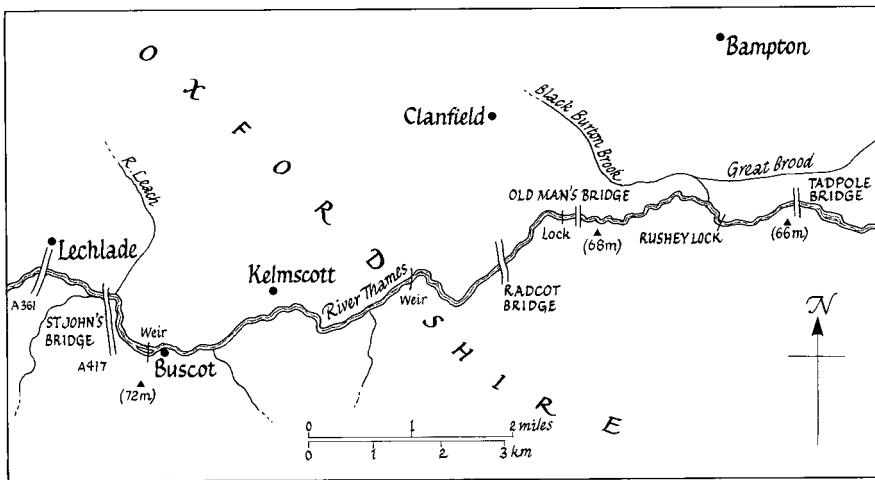 OXFORDSHIRE
Bampton
Clanfield
Black Burton Brook
Great Brood
R. Leach
OLD MAN'S BRIDGE
TADPOLE
BRIDGE
Lock
(68m)
RUSHEY LOCK
(66m)
Lechlade
Kelmscott
River Thames
Weir
RADCOT
BRIDGE
A361
ST JOHN'S
BRIDGE
Weir
A417
Buscot
(72m)
N
0 1 2 miles
0 1 2 3 km